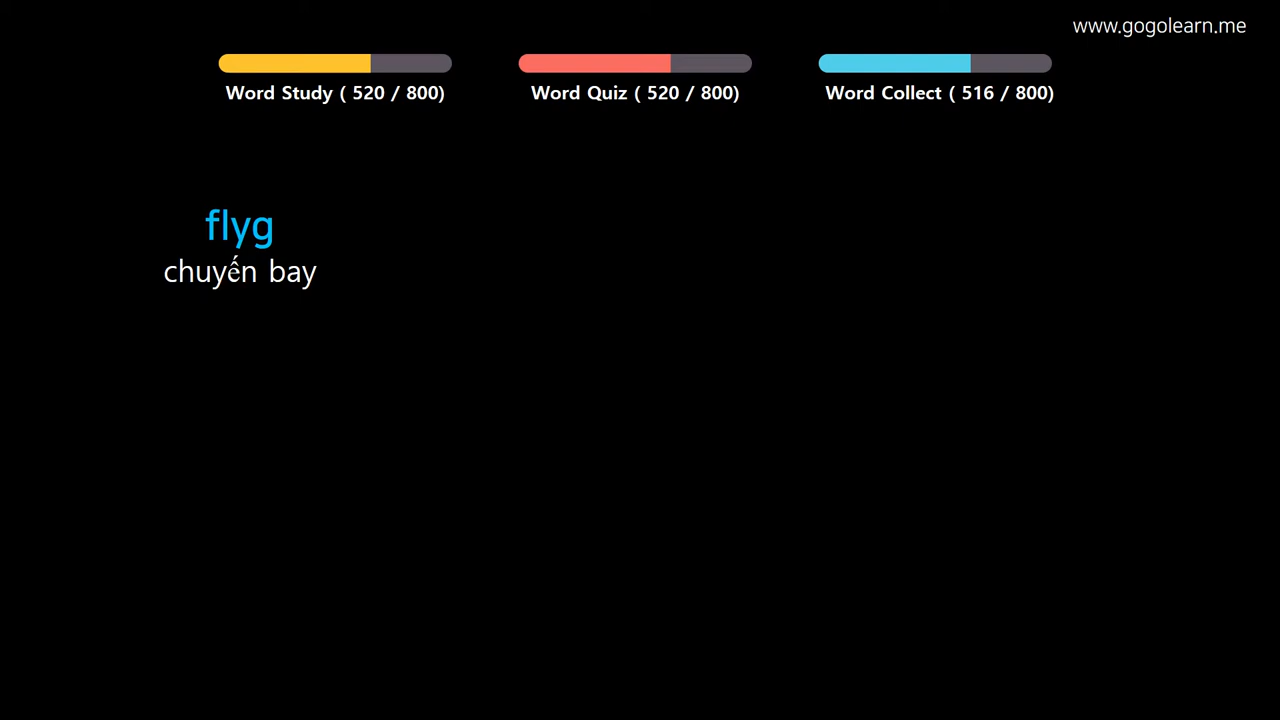 www.gogolearn.me
Word Study ( 520 / 800)
Word Quiz ( 520 / 800)
Word Collect ( 516 / 800)
flyg
chuyến bay